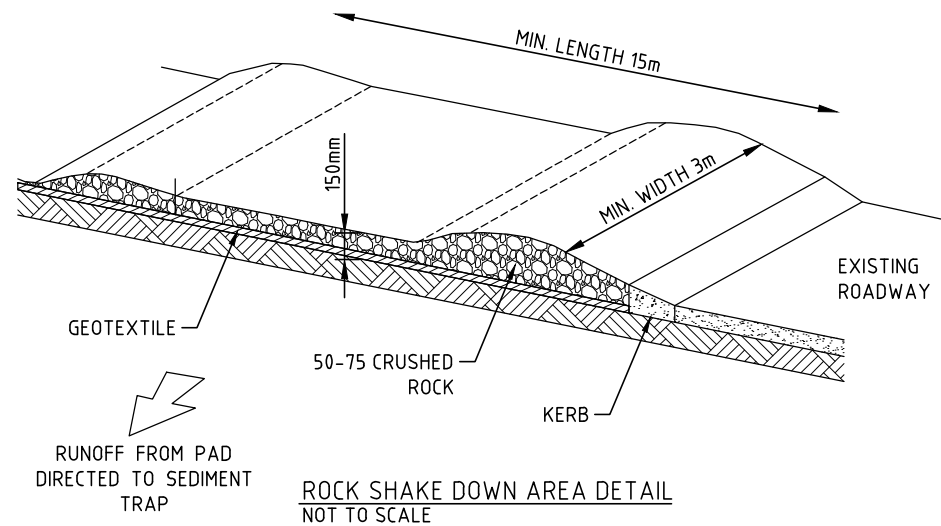 MIN. LENGTH 15m
150mm
MIN. WIDTH 3m
EXISTING
ROADWAY
GEOTEXTILE
50-75 CRUSHED
ROCK
KERB
RUNOFF FROM PAD
DIRECTED TO SEDIMENT
TRAP
ROCK SHAKE DOWN AREA DETAIL
NOT TO SCALE